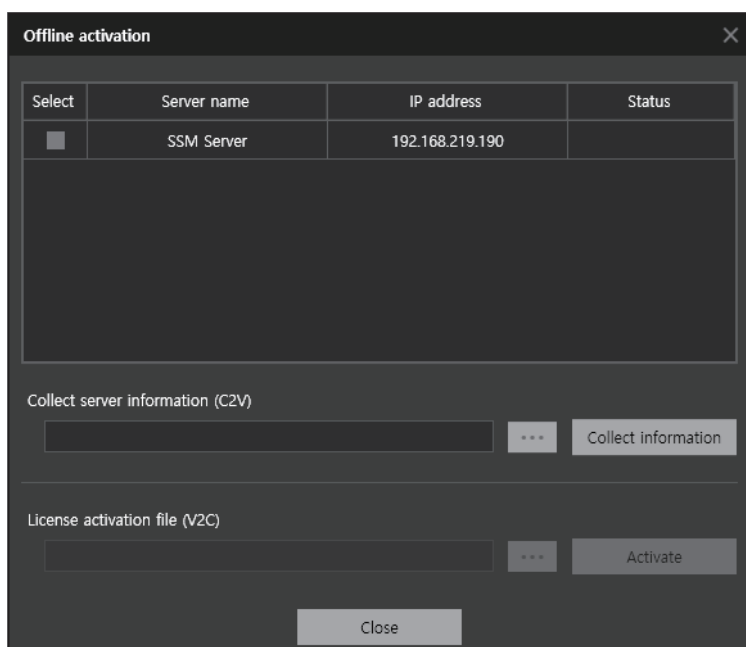 Offline activation
Select Server name IP address Status
SSM Server 192.168.219.190
Collect server information (C2V)
... Collect information
License activation file (V2C)
... Activate
Close